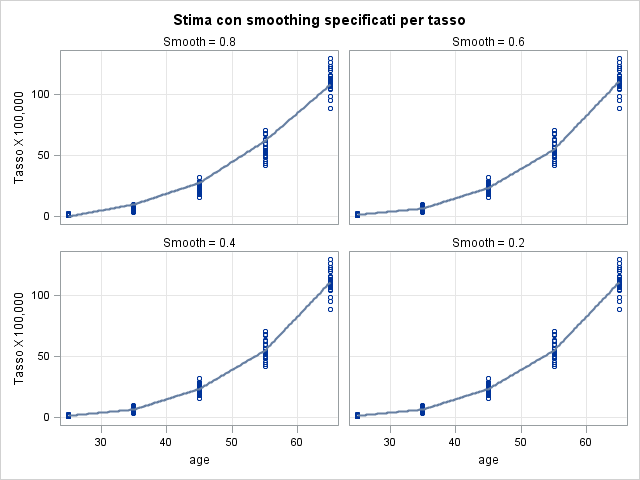 Stima con smoothing specificati per tasso
Smooth = 0.8
Smooth = 0.6
Tasso X 100,000
100
50
0
Smooth = 0.4
Smooth = 0.2
Tasso X 100,000
100
50
0
30 40 50 60
30 40 50 60
age
age